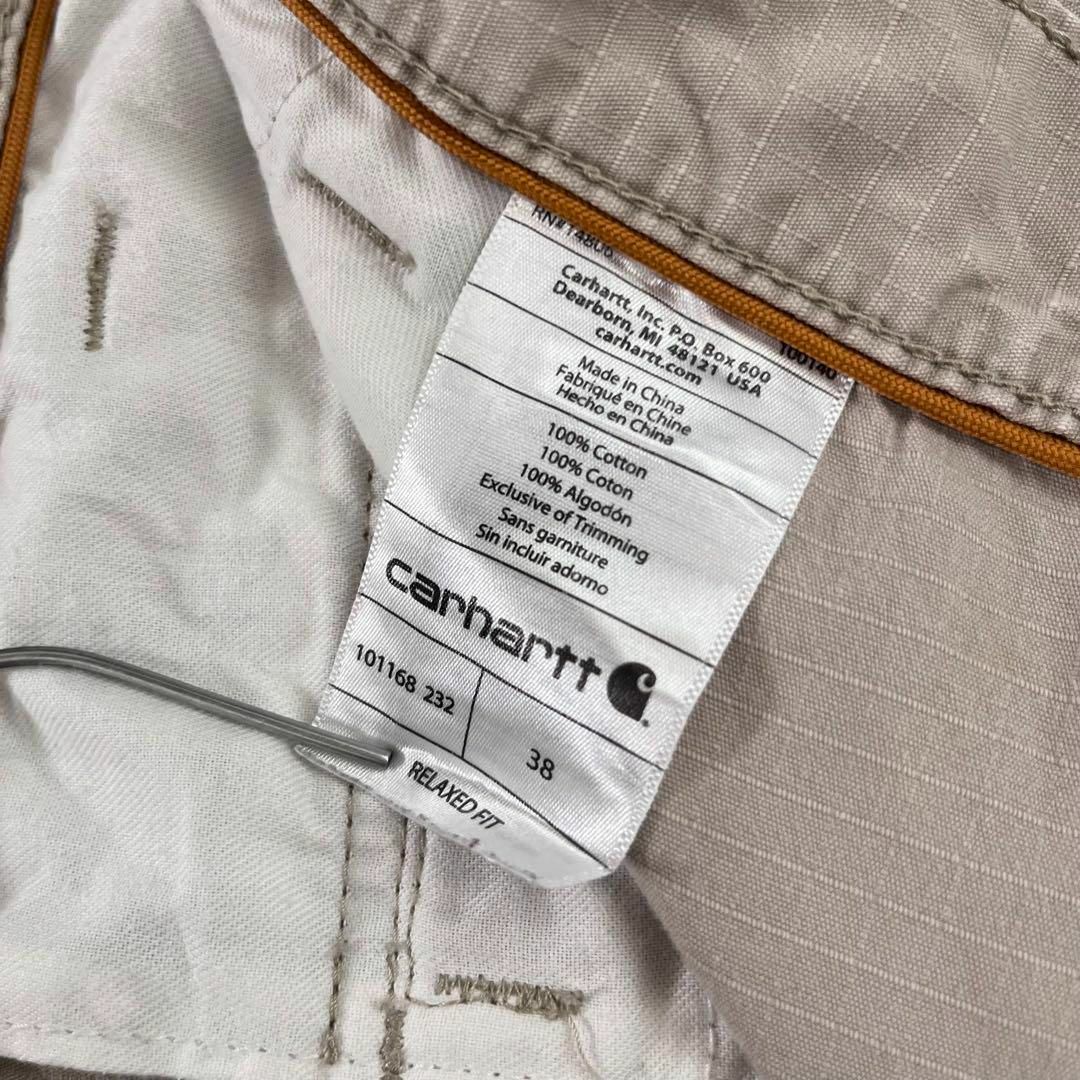 RN# 14806
Carhartt, Inc. P.O. Box 600
Dearborn, MI 48121 USA
carhartt.com
100140
Made in China
Fabriqué en Chine
Hecho en China
100% Cotton
100% Coton
100% Algodón
Exclusive of Trimming
Sans garniture
Sin incluir adorno
carhartt
101168 232
38
RELAXED FIT